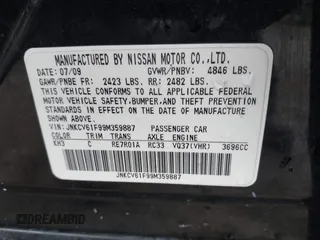 MANUFACTURED BY NISSAN MOTOR CO.,LTD.
DATE: 07/09 GVWR/PNBV: 4846 LBS.
GAWR/PNBE FR: 2423 LBS. RR: 2482 LBS.
THIS VEHICLE CONFORMS TO ALL APPLICABLE FEDERAL
MOTOR VEHICLE SAFETY, BUMPER, AND THEFT PREVENTION
STANDARDS IN EFFECT ON THE DATE OF MANUFACTURE
SHOWN ABOVE.
VIN: JNKCV61F99M359887 PASSENGER CAR
COLOR TRIM TRANS AXLE ENGINE
KH3 C RE7R01A RC33 VQ37(VHR) 3696CC
JNKCV61F99M359887